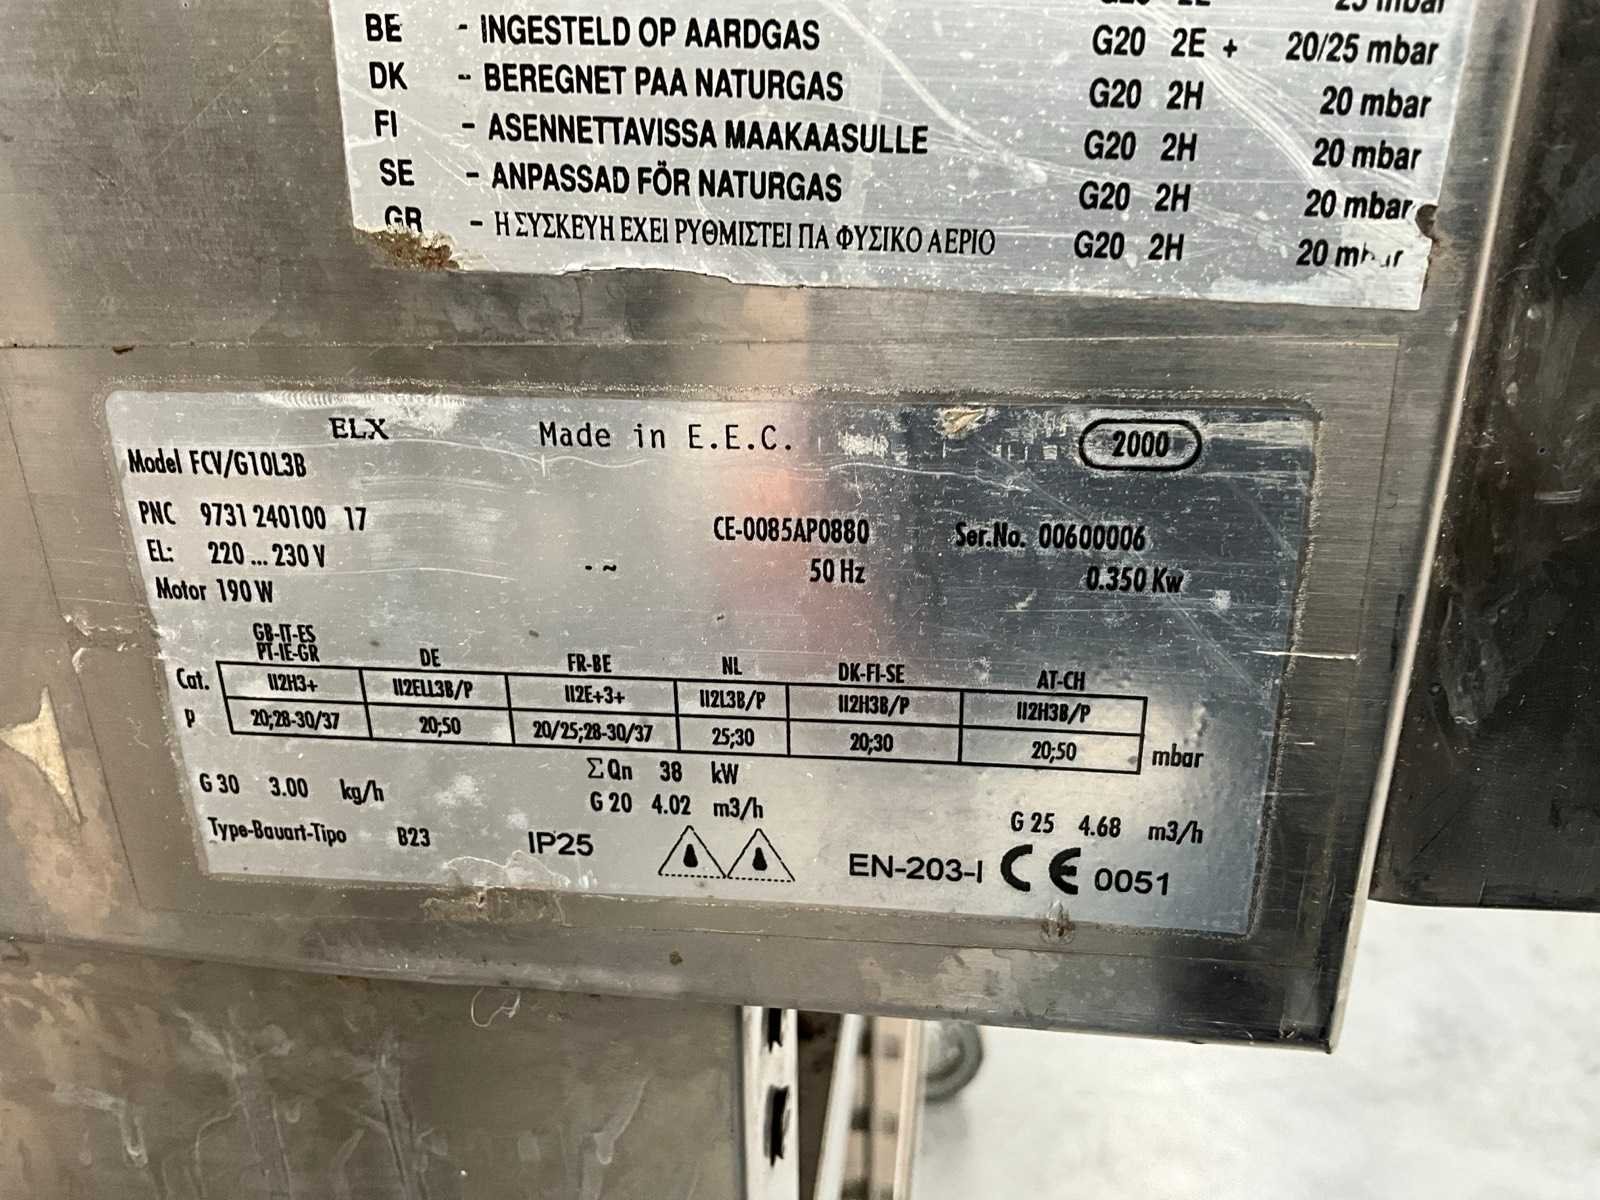 25 mbar
BE - INGESTELD OP AARDGAS G20 2E + 20/25 mbar
DK - BEREGNET PAA NATURGAS G20 2H 20 mbar
FI - ASENNETTAVISSA MAAKAASULLE G20 2H 20 mbar
SE - ANPASSAD FÖR NATURGAS G20 2H 20 mbar
GR - Η ΣΥΣΚΕΥΗ ΕΧΕΙ ΡΥΘΜΙΣΤΕΙ ΠΑ ΦΥΣΙΚΟ ΑΕΡΙΟ G20 2H 20 mbar
ELX Made in E.E.C. 2000
Model FCV/G10L3B
PNC 9731 240100 17 CE-0085AP0880 Ser.No. 00600006
EL: 220 ... 230 V - ~ 50 Hz 0.350 Kw
Motor 190 W
GB-IT-ES
PT-IE-GR DE FR-BE NL DK-FI-SE AT-CH
Cat. II2H3+ II2ELL3B/P II2E+3+ II2L3B/P II2H3B/P II2H3B/P
P 20;28-30/37 20;50 20/25;28-30/37 25;30 20;30 20;50 mbar
ΣQn 38 kW
G 30 3.00 kg/h G 20 4.02 m3/h G 25 4.68 m3/h
Type-Bauart-Tipo B23 IP25 EN-203-I CE 0051